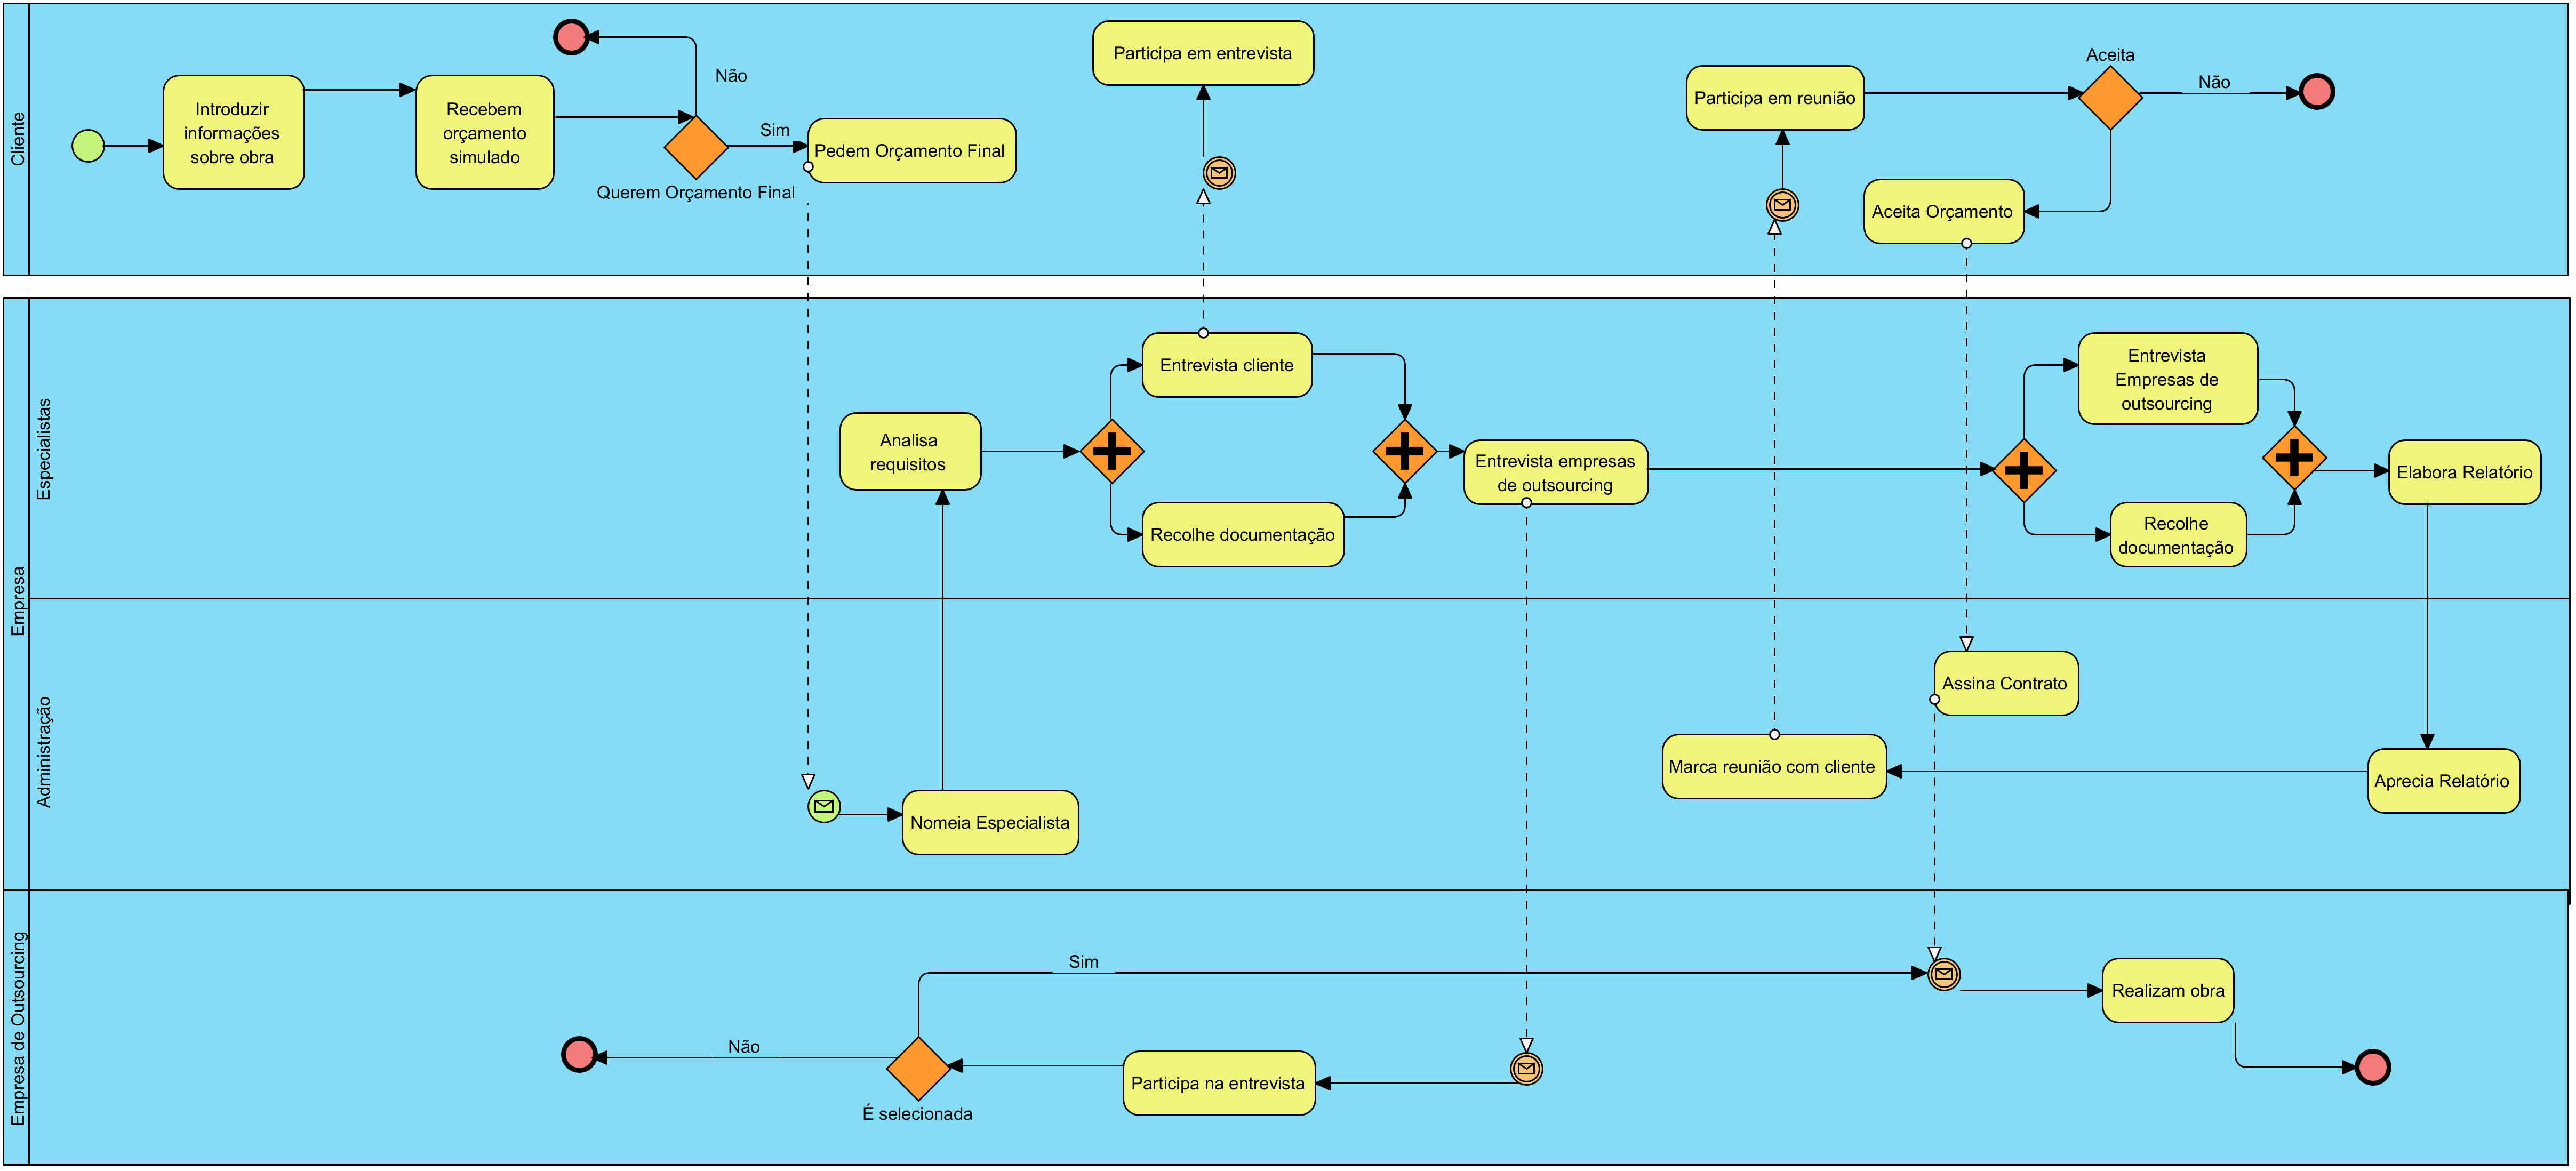 Cliente
Introduzir
informações
sobre obra
Recebem
orçamento
simulado
Não
Sim
Querem Orçamento Final
Pedem Orçamento Final
Participa em entrevista
Participa em reunião
Aceita
Não
Aceita Orçamento
Empresa
Especialistas
Analisa
requisitos
Entrevista cliente
Recolhe documentação
Entrevista empresas
de outsourcing
Entrevista
Empresas de
outsourcing
Recolhe
documentação
Elabora Relatório
Administração
Nomeia Especialista
Assina Contrato
Marca reunião com cliente
Aprecia Relatório
Empresa de Outsourcing
Sim
Não
É selecionada
Participa na entrevista
Realizam obra